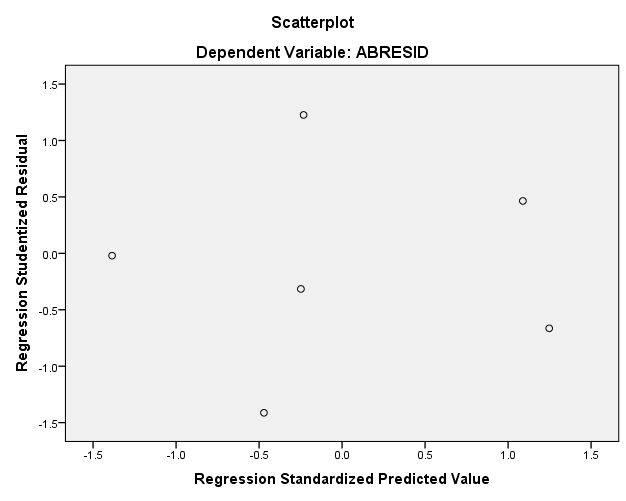 Scatterplot
Dependent Variable: ABRESID
Regression Studentized Residual
1.5
1.0
0.5
0.0
-0.5
-1.0
-1.5
-1.5 -1.0 -0.5 0.0 0.5 1.0 1.5
Regression Standardized Predicted Value